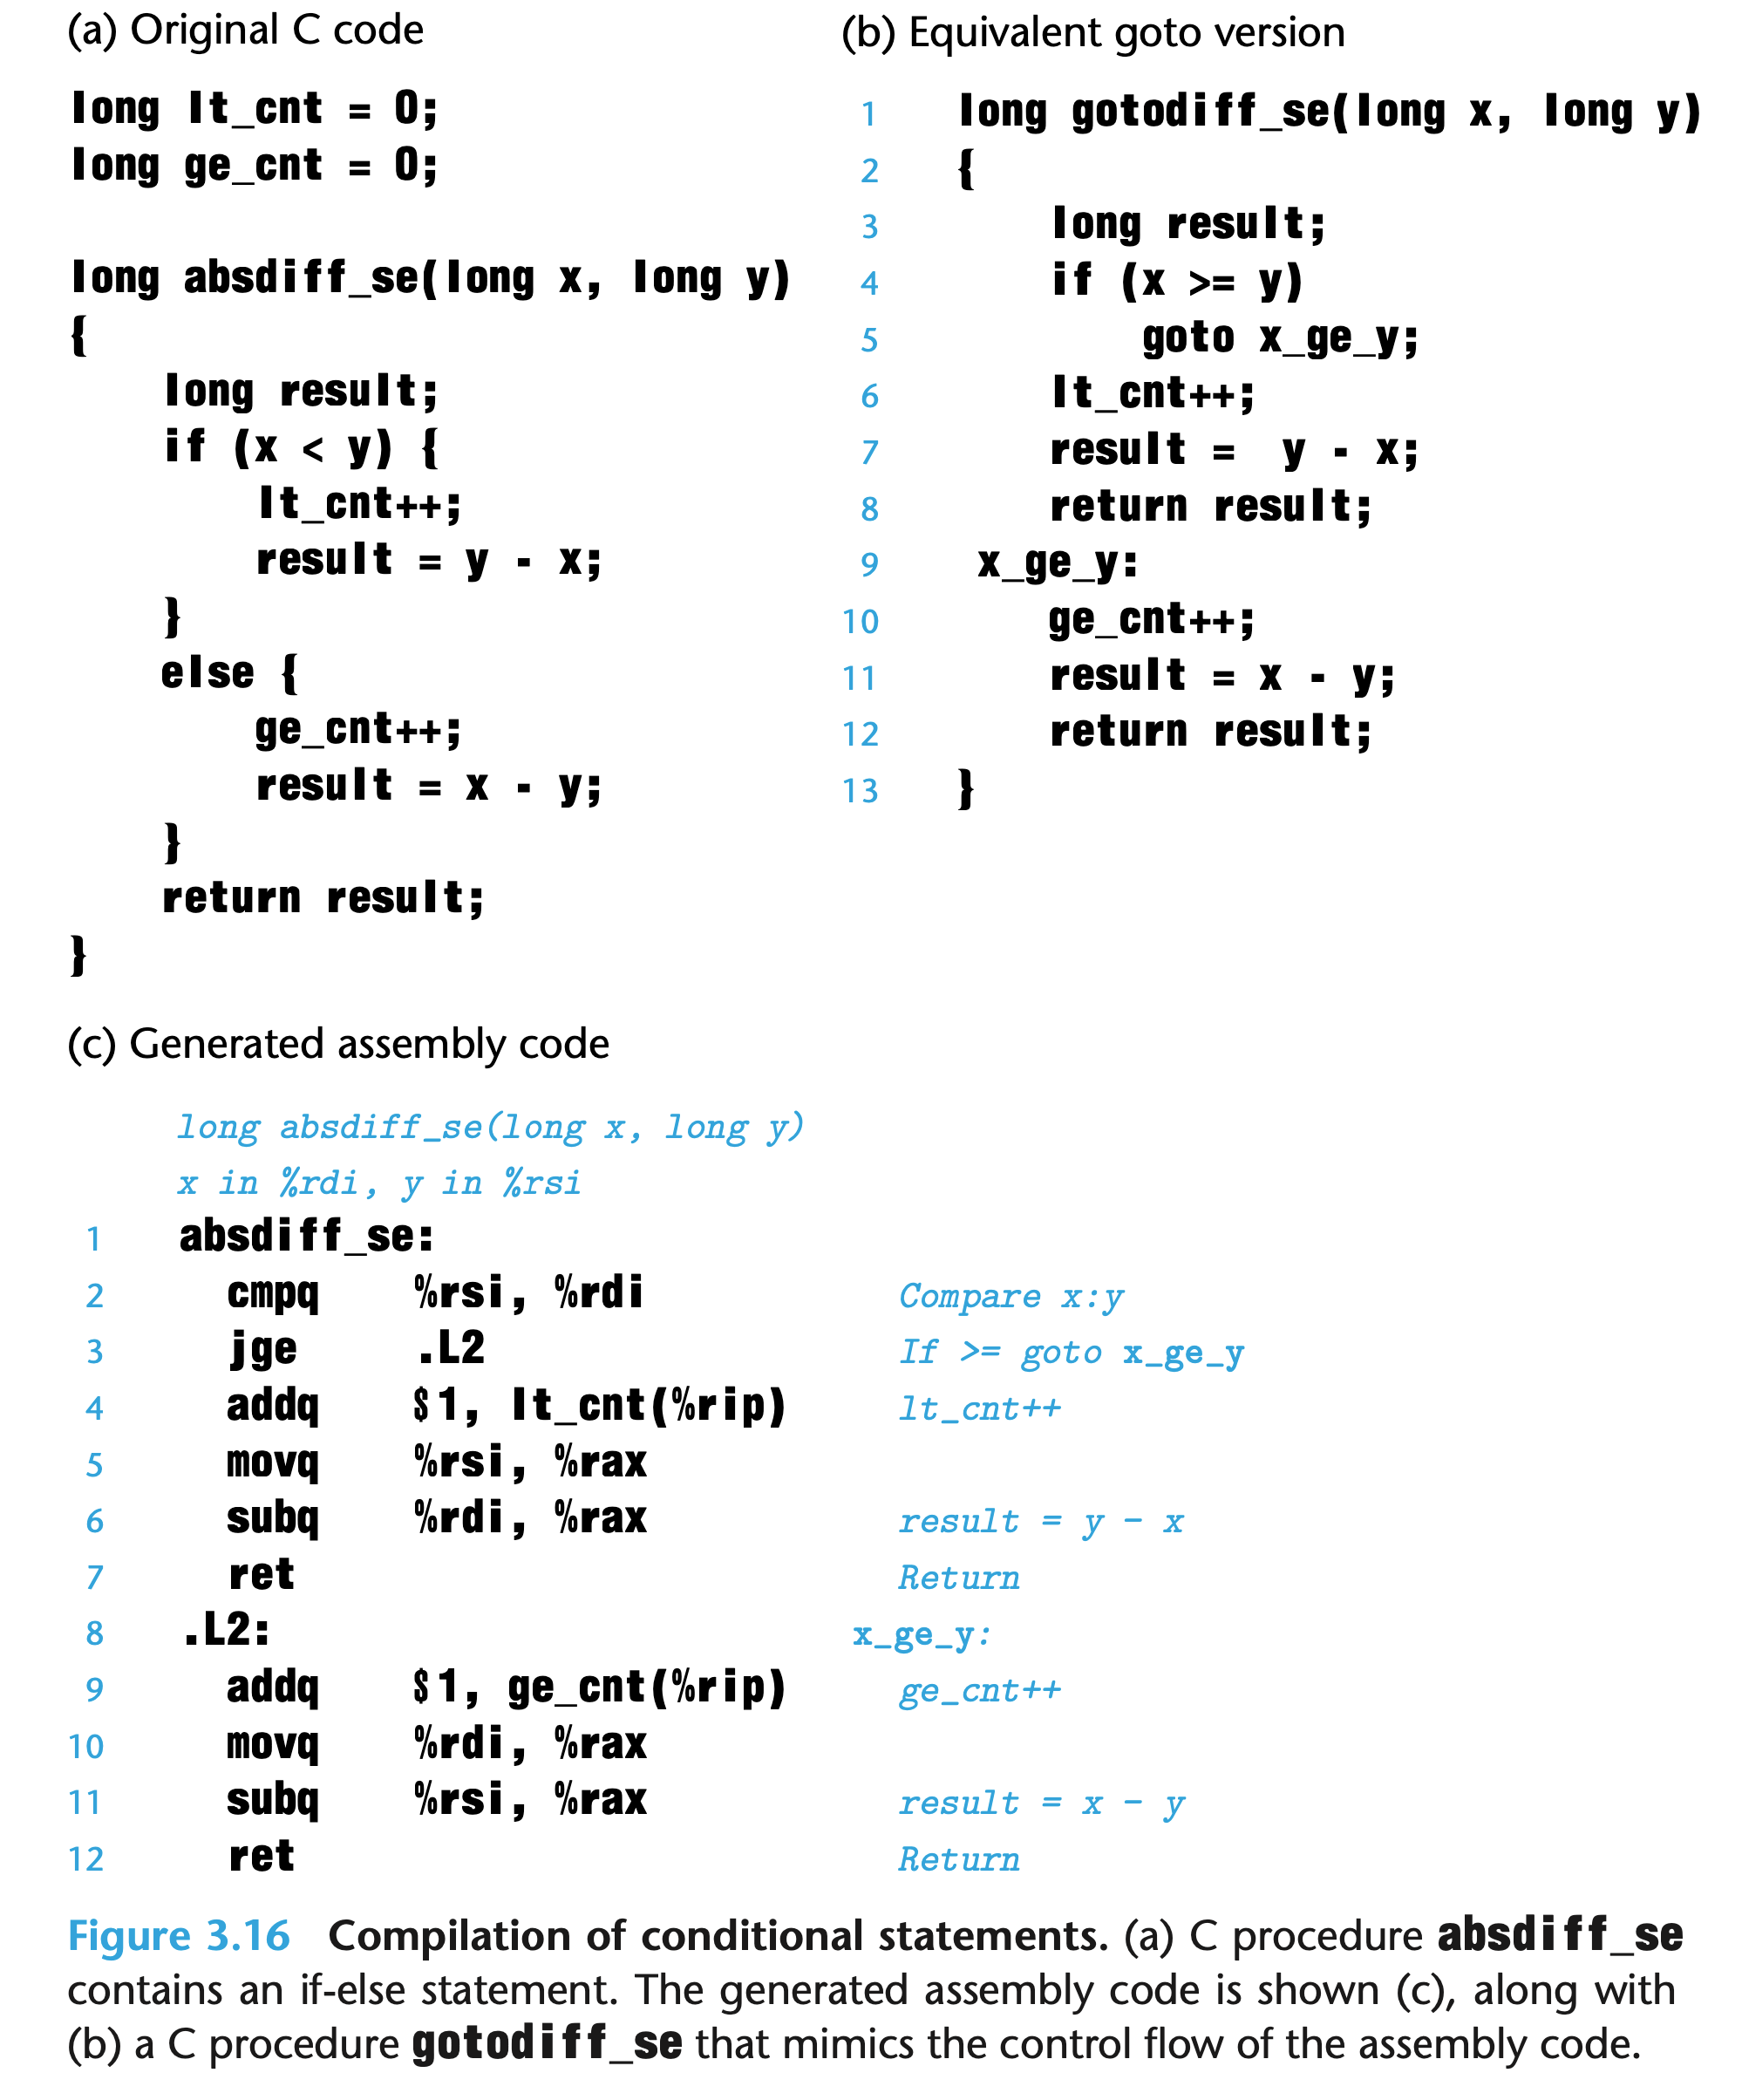 (a) Original C code
long lt_cnt = 0;
long ge_cnt = 0;
long absdiff_se(long x, long y)
{
long result;
if (x < y) {
lt_cnt++;
result = y - x;
}
else {
ge_cnt++;
result = x - y;
}
return result;
}
(b) Equivalent goto version
1 long gotodiff_se(long x, long y)
2 {
3 long result;
4 if (x >= y)
5 goto x_ge_y;
6 lt_cnt++;
7 result = y - x;
8 return result;
9 x_ge_y:
10 ge_cnt++;
11 result = x - y;
12 return result;
13 }
(c) Generated assembly code
long absdiff_se(long x, long y)
x in %rdi, y in %rsi
1 absdiff_se:
2 cmpq %rsi, %rdi Compare x:y
3 jge .L2 If >= goto x_ge_y
4 addq $1, lt_cnt(%rip) lt_cnt++
5 movq %rsi, %rax
6 subq %rdi, %rax result = y - x
7 ret Return
8 .L2: x_ge_y:
9 addq $1, ge_cnt(%rip) ge_cnt++
10 movq %rdi, %rax
11 subq %rsi, %rax result = x - y
12 ret Return
Figure 3.16 Compilation of conditional statements. (a) C procedure absdiff_se
contains an if-else statement. The generated assembly code is shown (c), along with
(b) a C procedure gotodiff_se that mimics the control flow of the assembly code.